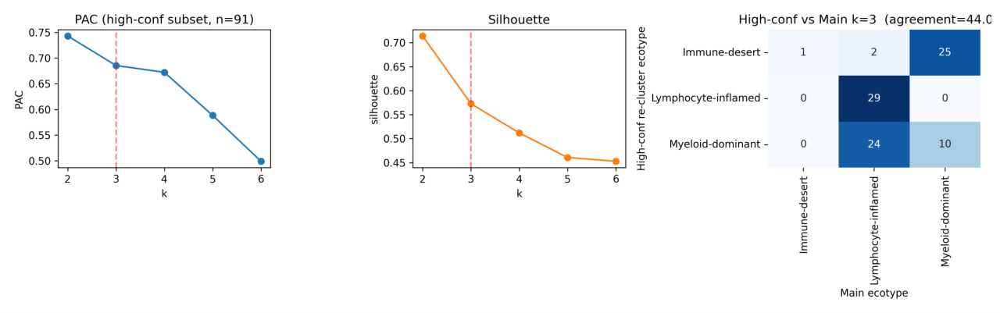 PAC (high-conf subset, n=91)
0.75
0.70
0.65
0.60
0.55
0.50
PAC
2 3 4 5 6
k
Silhouette
0.70
0.65
0.60
0.55
0.50
0.45
silhouette
2 3 4 5 6
k
High-conf vs Main k=3 (agreement=44.0
High-conf re-cluster ecotype
Immune-desert 1 2 25
Lymphocyte-inflamed 0 29 0
Myeloid-dominant 0 24 10
Immune-desert
Lymphocyte-inflamed
Myeloid-dominant
Main ecotype